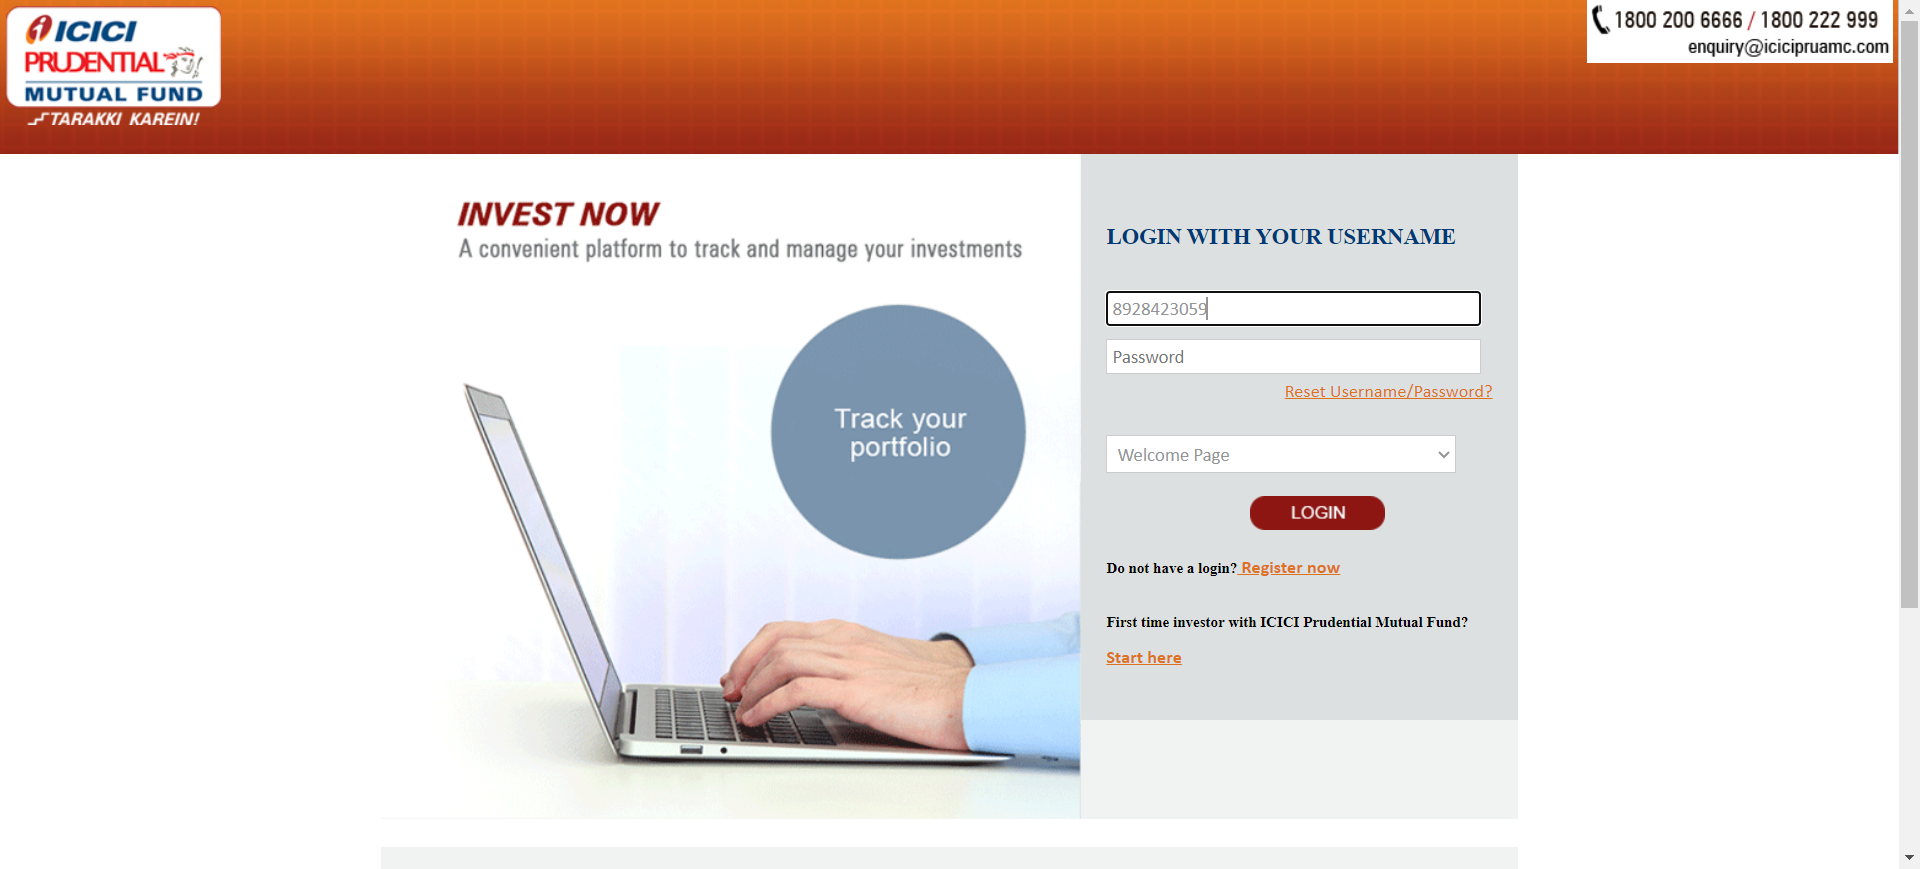 ICICI
PRUDENTIAL
MUTUAL FUND
TARAKKI KAREIN!
1800 200 6666 / 1800 222 999
enquiry@icicipruamc.com
INVEST NOW
A convenient platform to track and manage your investments
Track your
portfolio
LOGIN WITH YOUR USERNAME
8928423059
Password
Reset Username/Password?
Welcome Page
LOGIN
Do not have a login? Register now
First time investor with ICICI Prudential Mutual Fund?
Start here